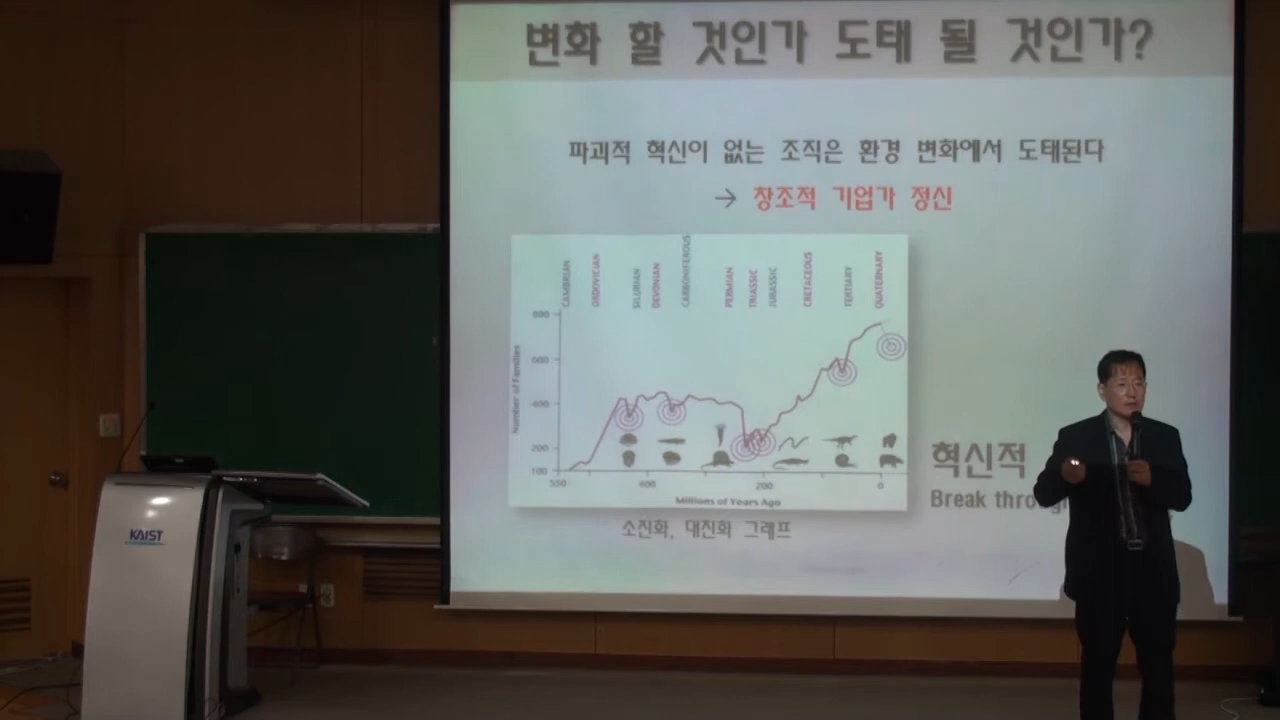 변화 할 것인가 도태 될 것인가?
파괴적 혁신이 없는 조직은 환경 변화에서 도태된다
→ 창조적 기업가 정신
CAMBRIAN
ORDOVICIAN
SILURIAN
DEVONIAN
CARBONIFEROUS
PERMIAN
TRIASSIC
JURASSIC
CRETACEOUS
TERTIARY
QUATERNARY
Number of Families
800
600
400
200
100
550 400 200 0
Millions of Years Ago
소진화, 대진화 그래프
혁신적
Break through
KAIST